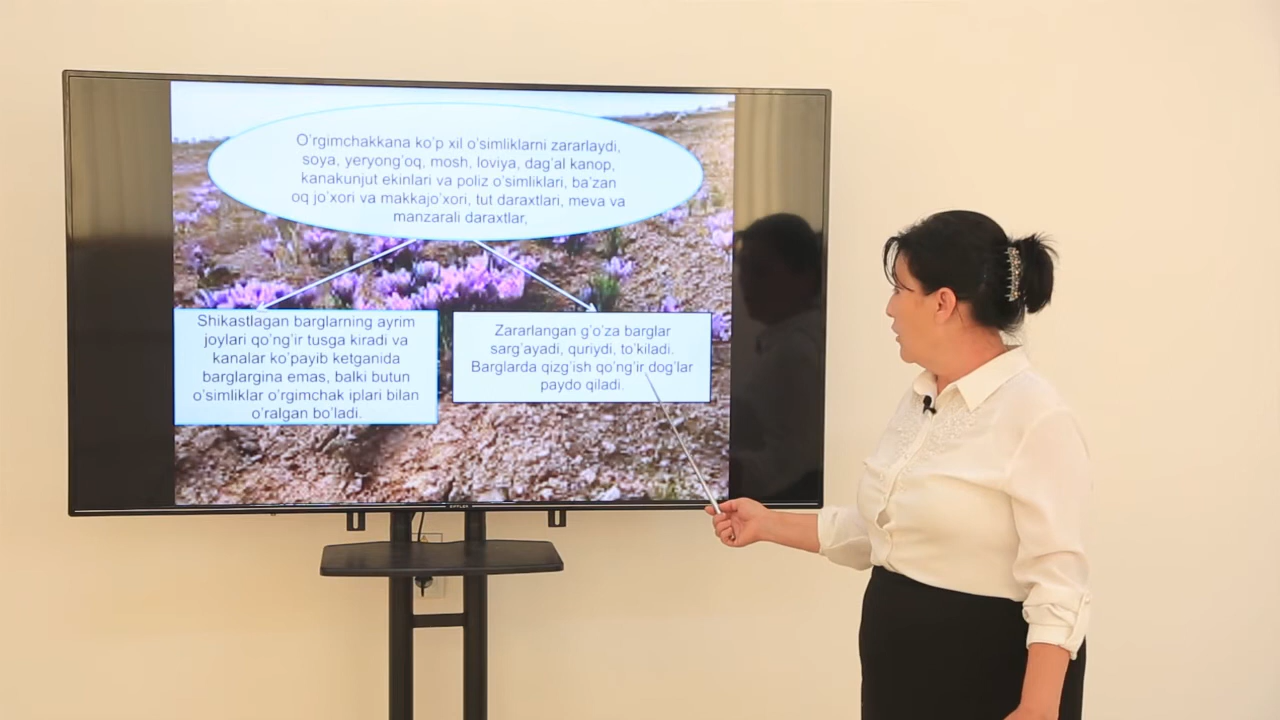 O'rgimchakkana ko'p xil o'simliklarni zararlaydi,
soya, yeryong'oq, mosh, loviya, dag'al kanop,
kanakunjut ekinlari va poliz o'simliklari, ba'zan
oq jo'xori va makkajo'xori, tut daraxtlari, meva va
manzarali daraxtlar,
Shikastlagan barglarning ayrim
joylari qo'ng'ir tusga kiradi va
kanalar ko'payib ketganida
barglargina emas, balki butun
o'simliklar o'rgimchak iplari bilan
o'ralgan bo'ladi.
Zararlangan g'o'za barglar
sarg'ayadi, quriydi, to'kiladi.
Barglarda qizg'ish qo'ng'ir dog'lar
paydo qiladi.